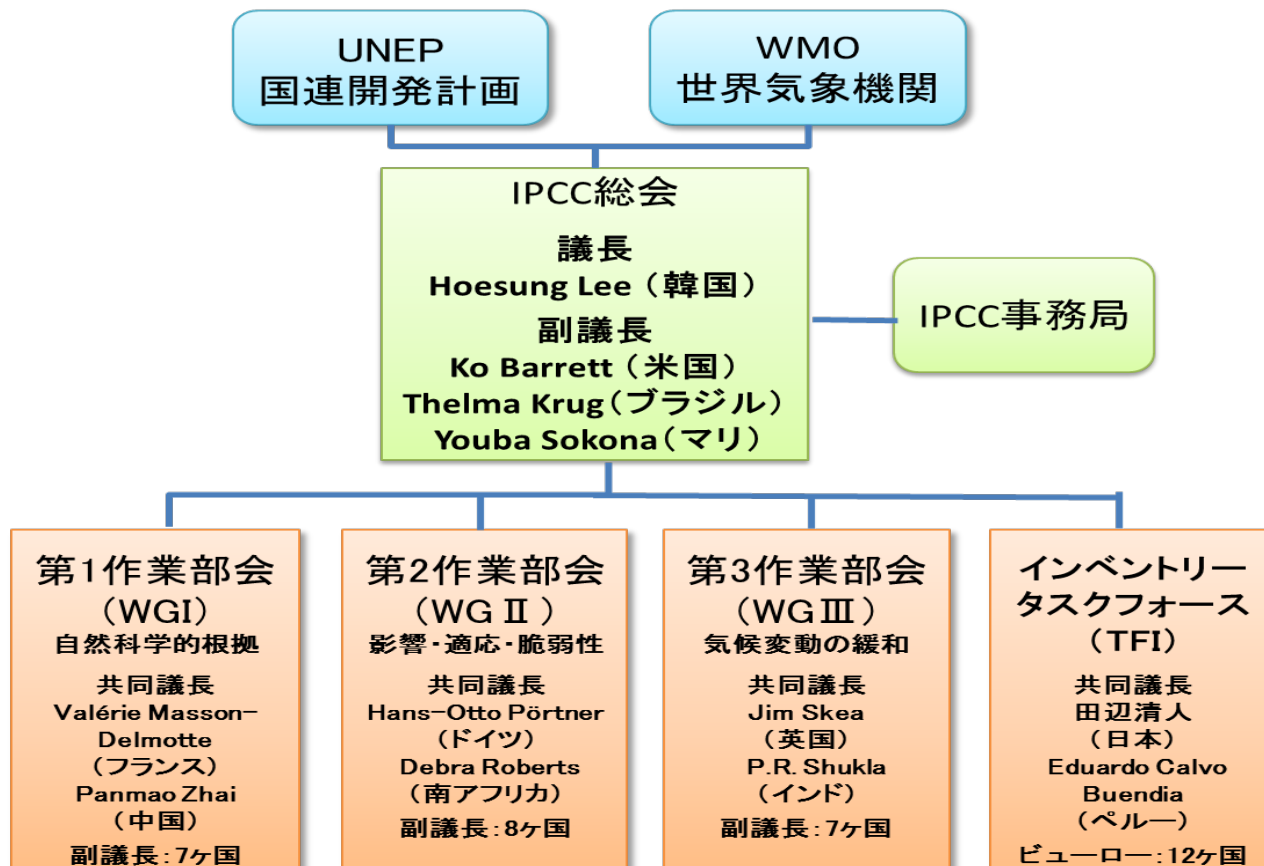 UNEP
国連開発計画
WMO
世界気象機関
IPCC総会
議長
Hoesung Lee（韓国）
副議長
Ko Barrett（米国）
Thelma Krug（ブラジル）
Youba Sokona（マリ）
IPCC事務局
第1作業部会
（WGI）
自然科学的根拠
共同議長
Valérie Masson-
Delmotte
（フランス）
Panmao Zhai
（中国）
副議長：7ヶ国
第2作業部会
（WGⅡ）
影響・適応・脆弱性
共同議長
Hans-Otto Pörtner
（ドイツ）
Debra Roberts
（南アフリカ）
副議長：8ヶ国
第3作業部会
（WGⅢ）
気候変動の緩和
共同議長
Jim Skea
（英国）
P.R. Shukla
（インド）
副議長：7ヶ国
インベントリー
タスクフォース
（TFI）
共同議長
田辺清人
（日本）
Eduardo Calvo
Buendia
（ペルー）
ビューロー：12ヶ国